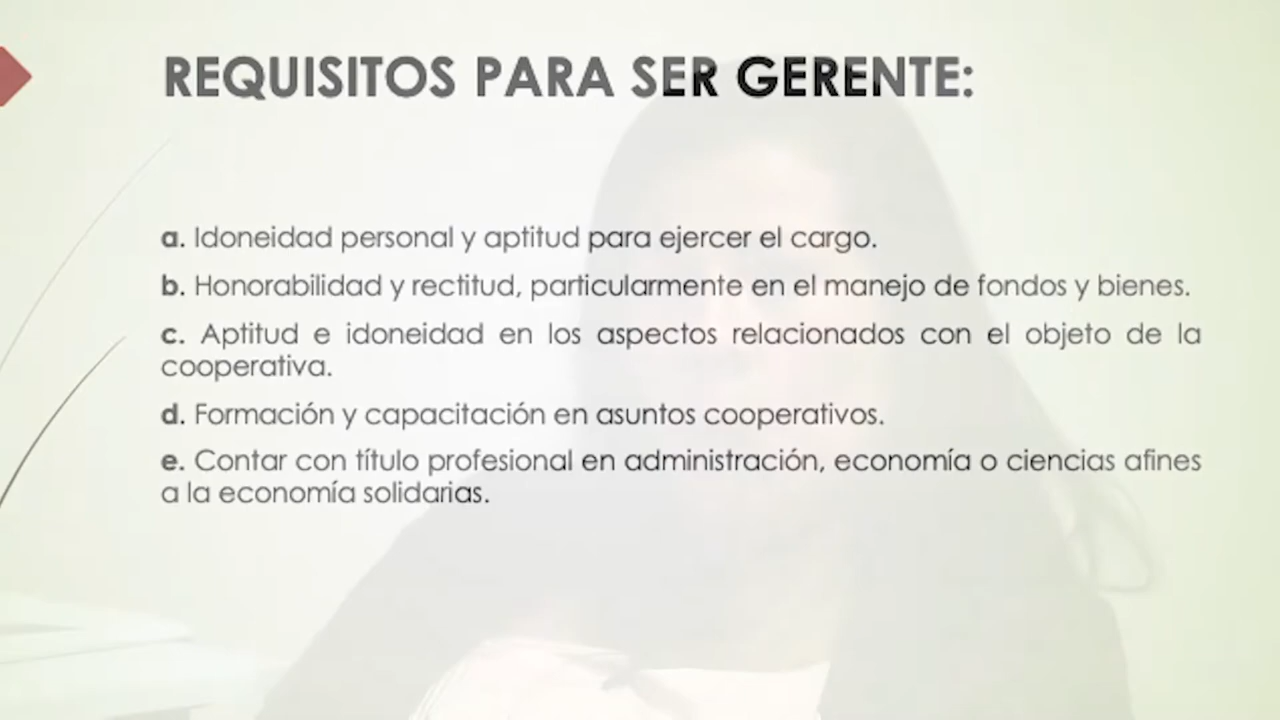 REQUISITOS PARA SER GERENTE:
a. Idoneidad personal y aptitud para ejercer el cargo.
b. Honorabilidad y rectitud, particularmente en el manejo de fondos y bienes.
c. Aptitud e idoneidad en los aspectos relacionados con el objeto de la
cooperativa.
d. Formación y capacitación en asuntos cooperativos.
e. Contar con título profesional en administración, economía o ciencias afines
a la economía solidarias.